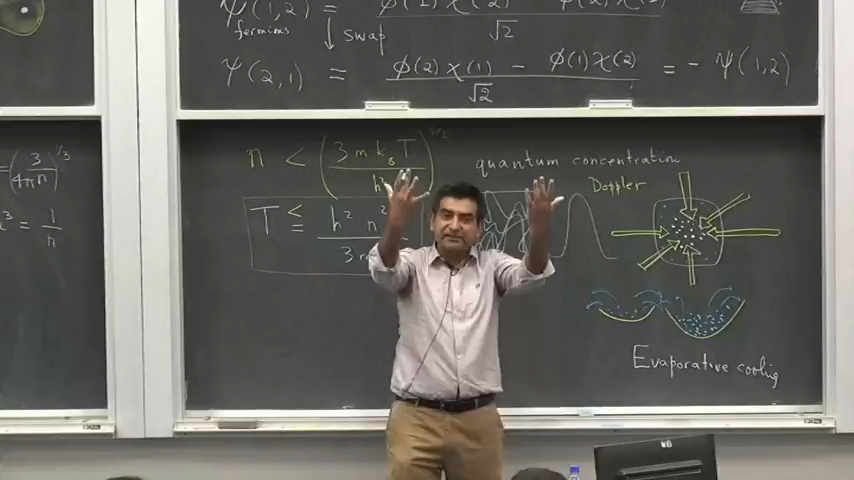 ψ(1,2) =
√2
fermions
swap
ψ(2,1) = ϕ(2)χ(1) − ϕ(1)χ(2) / √2 = − ψ(1,2)
= (3 / 4πn)^1/3
= 1/n
n < (3 m k_B T / h²)^3/2
quantum concentration
T ≤ h² n²
3m
Doppler
Evaporative cooling